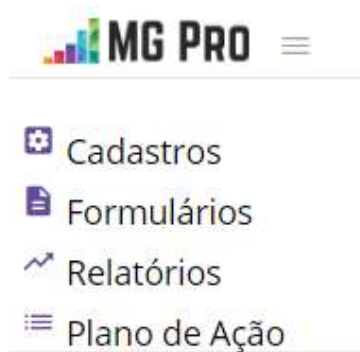 MG PRO
Cadastros
Formulários
Relatórios
Plano de Ação